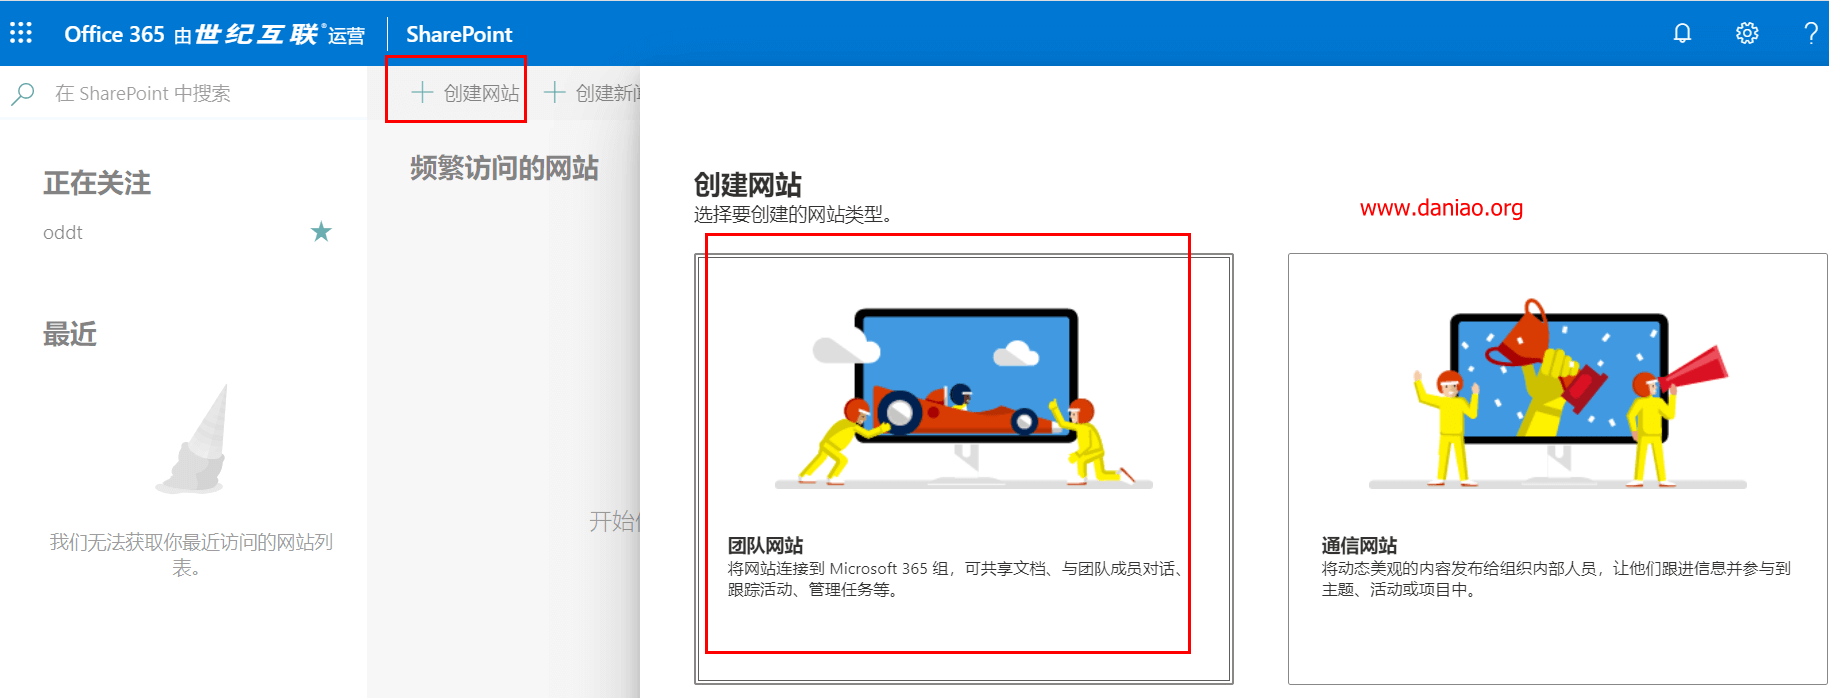 Office 365 由世纪互联®运营
SharePoint
在 SharePoint 中搜索
创建网站
创建新
正在关注
oddt
最近
我们无法获取你最近访问的网站列
表。
频繁访问的网站
开始
创建网站
选择要创建的网站类型。
www.daniao.org
团队网站
将网站连接到 Microsoft 365 组，可共享文档、与团队成员对话、
跟踪活动、管理任务等。
通信网站
将动态美观的内容发布给组织内部人员，让他们跟进信息并参与到
主题、活动或项目中。